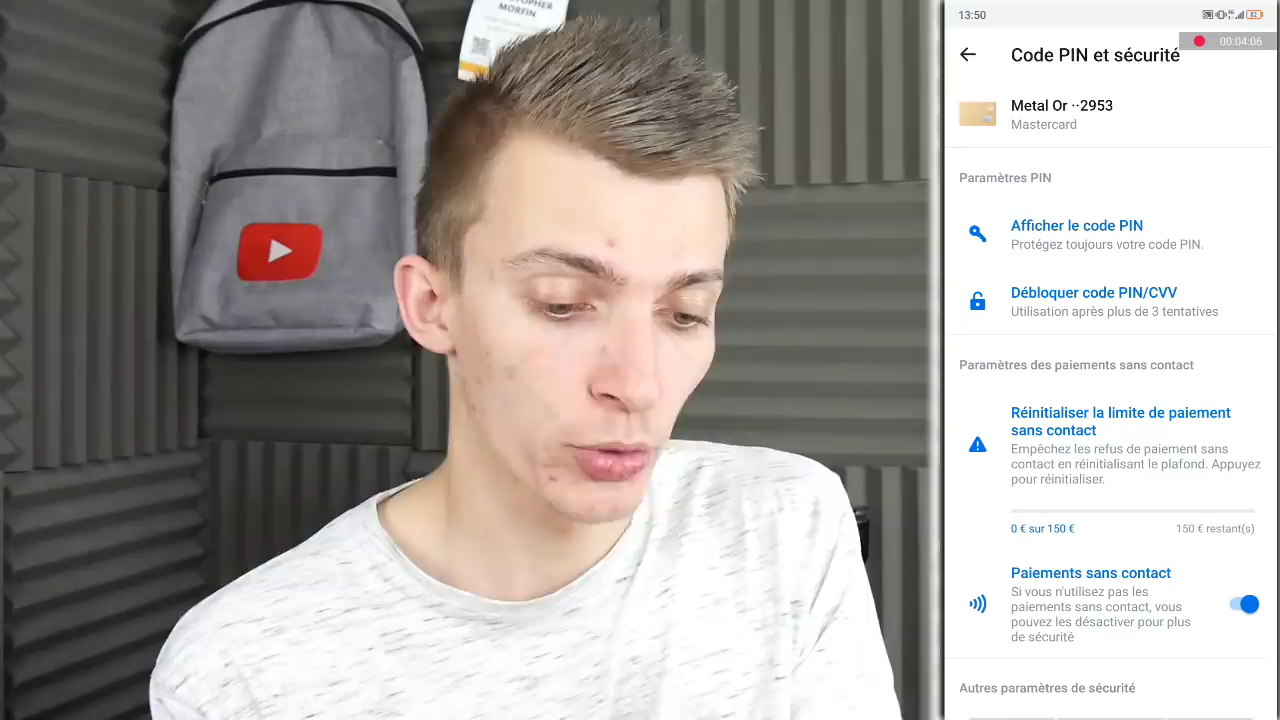 MORFIN
13:50
82
00:04:06
Code PIN et sécurité
Metal Or ··2953
Mastercard
Paramètres PIN
Afficher le code PIN
Protégez toujours votre code PIN.
Débloquer code PIN/CVV
Utilisation après plus de 3 tentatives
Paramètres des paiements sans contact
Réinitialiser la limite de paiement
sans contact
Empêchez les refus de paiement sans
contact en réinitialisant le plafond. Appuyez
pour réinitialiser.
0 € sur 150 €
150 € restant(s)
Paiements sans contact
Si vous n'utilisez pas les
paiements sans contact, vous
pouvez les désactiver pour plus
de sécurité
Autres paramètres de sécurité